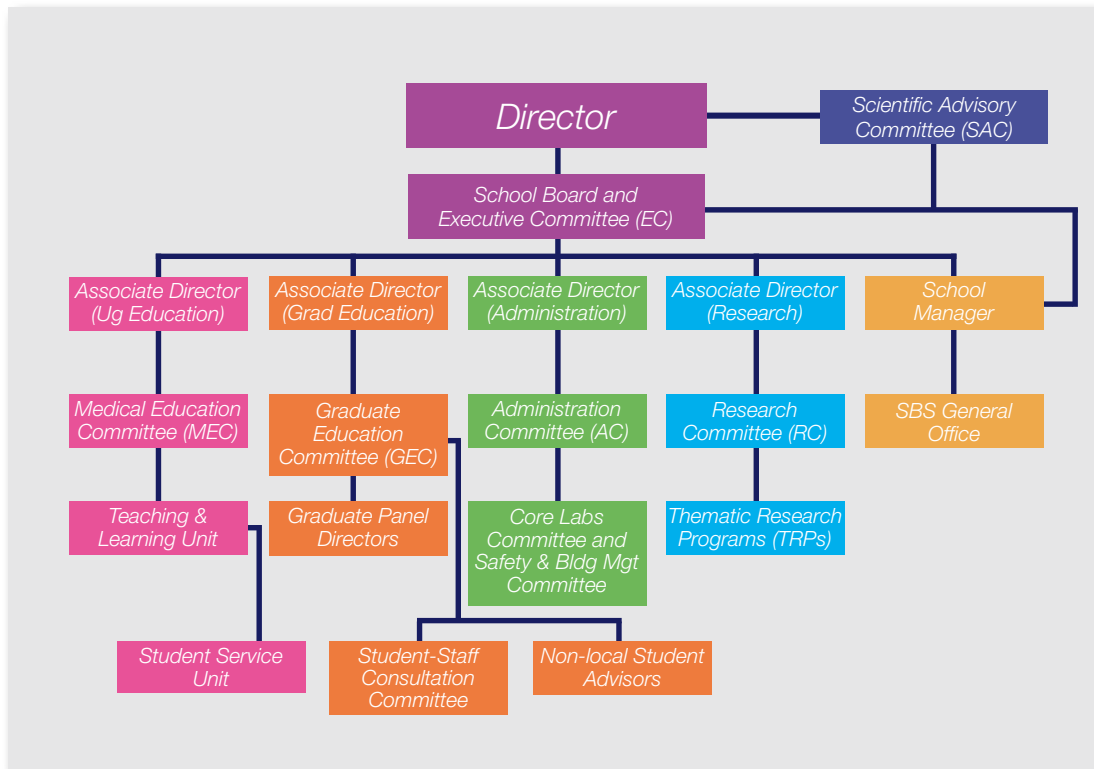 Director
Scientific Advisory
Committee (SAC)
School Board and
Executive Committee (EC)
Associate Director
(Ug Education)
Associate Director
(Grad Education)
Associate Director
(Administration)
Associate Director
(Research)
School
Manager
Medical Education
Committee (MEC)
Graduate
Education
Committee (GEC)
Administration
Committee (AC)
Research
Committee (RC)
SBS General
Office
Teaching &
Learning Unit
Graduate Panel
Directors
Core Labs
Committee and
Safety & Bldg Mgt
Committee
Thematic Research
Programs (TRPs)
Student Service
Unit
Student-Staff
Consultation
Committee
Non-local Student
Advisors